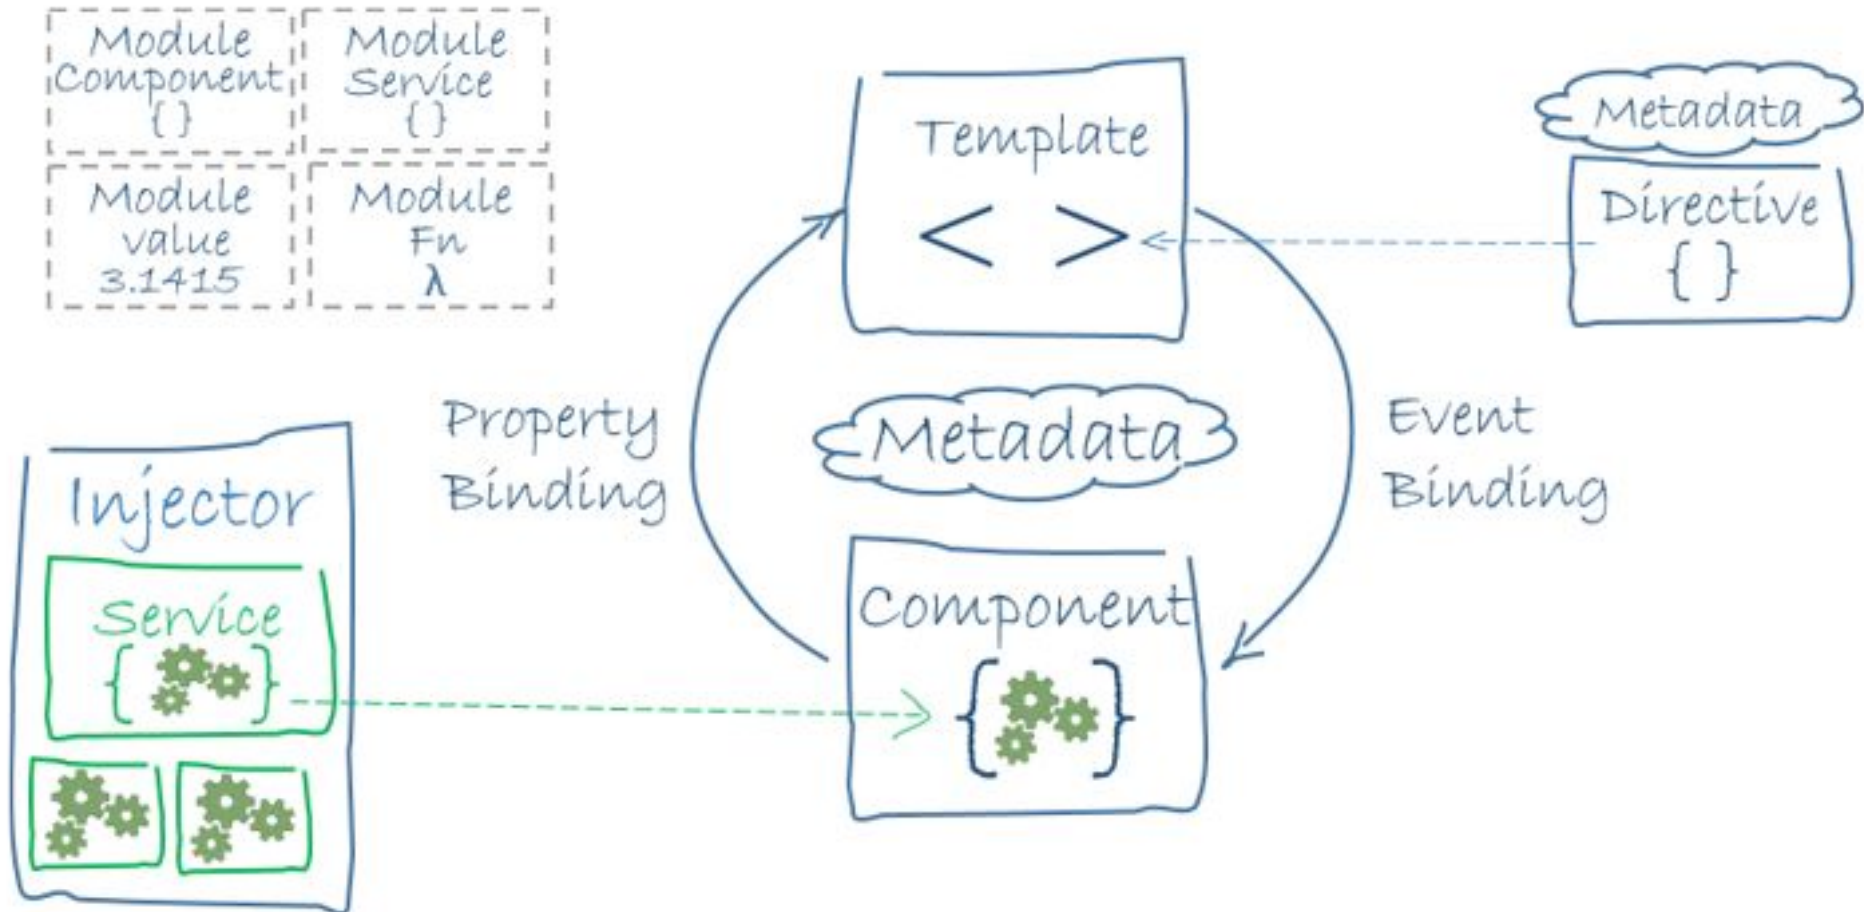 Module
Component
{ }
Module
Service
{ }
Module
value
3.1415
Module
Fn
λ
Template
< >
Metadata
Directive
{ }
Property
Binding
Metadata
Event
Binding
Injector
Service
{ }
Component
{ }